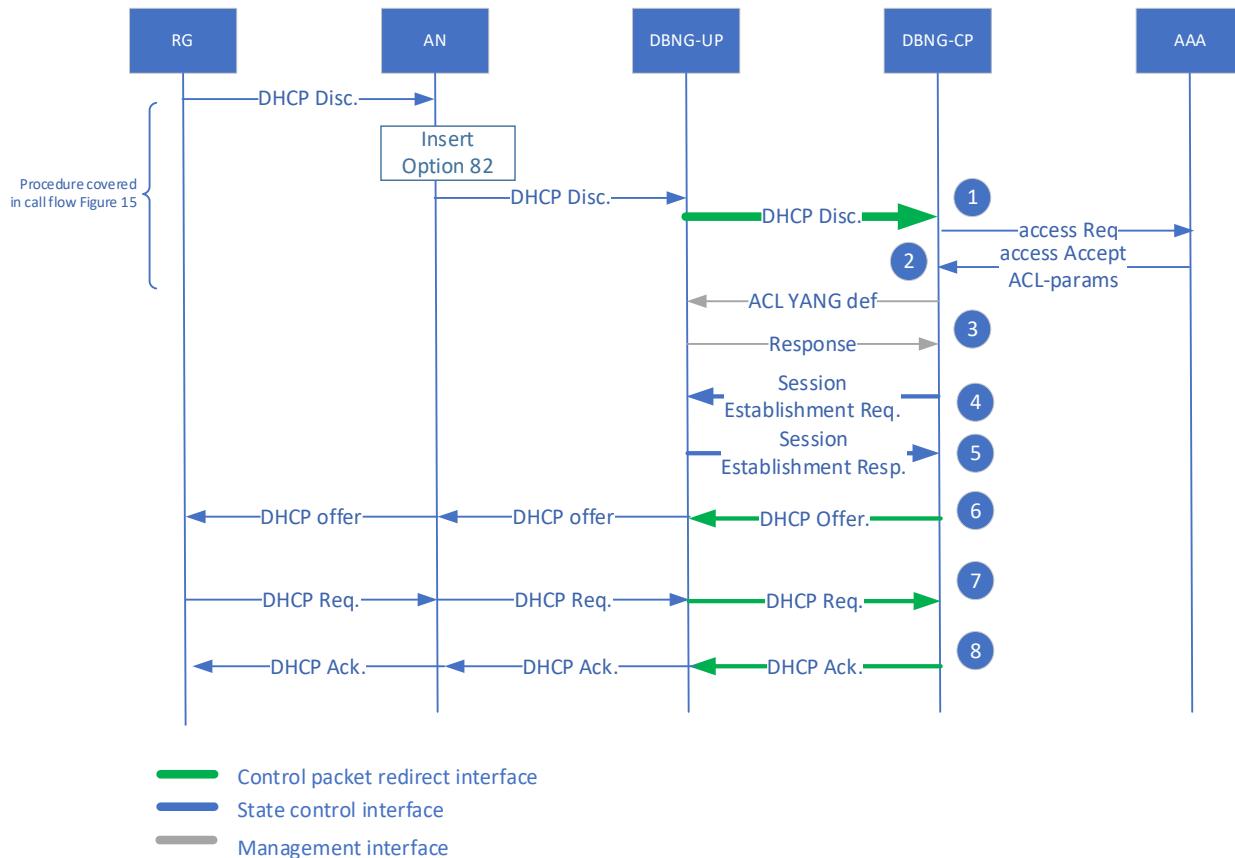 RG
AN
DBNG-UP
DBNG-CP
AAA
DHCP Disc.
Insert
Option 82
Procedure covered
in call flow Figure 15
DHCP Disc.
DHCP Disc.
1
access Req
2
access Accept
ACL-params
ACL YANG def
3
Response
Session
Establishment Req.
4
Session
Establishment Resp.
5
DHCP offer
DHCP offer
DHCP Offer.
6
DHCP Req.
DHCP Req.
DHCP Req.
7
DHCP Ack.
DHCP Ack.
DHCP Ack.
8
Control packet redirect interface
State control interface
Management interface